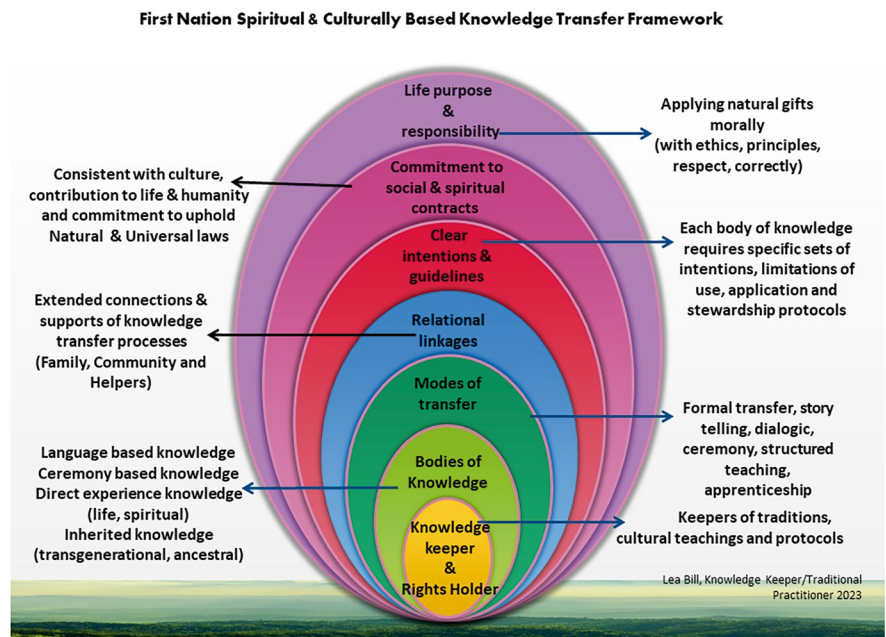 First Nation Spiritual & Culturally Based Knowledge Transfer Framework
Life purpose
&
responsibility
Applying natural gifts
morally
(with ethics, principles,
respect, correctly)
Commitment to
social & spiritual
contracts
Consistent with culture,
contribution to life & humanity
and commitment to uphold
Natural & Universal laws
Clear
intentions &
guidelines
Each body of knowledge
requires specific sets of
intentions, limitations of
use, application and
stewardship protocols
Relational
linkages
Extended connections &
supports of knowledge
transfer processes
(Family, Community and
Helpers)
Modes of
transfer
Formal transfer, story
telling, dialogic,
ceremony, structured
teaching,
apprenticeship
Bodies of
Knowledge
Language based knowledge
Ceremony based knowledge
Direct experience knowledge
(life, spiritual)
Inherited knowledge
(transgenerational, ancestral)
Knowledge
keeper
&
Rights Holder
Keepers of traditions,
cultural teachings and protocols
Lea Bill, Knowledge Keeper/Traditional
Practitioner 2023